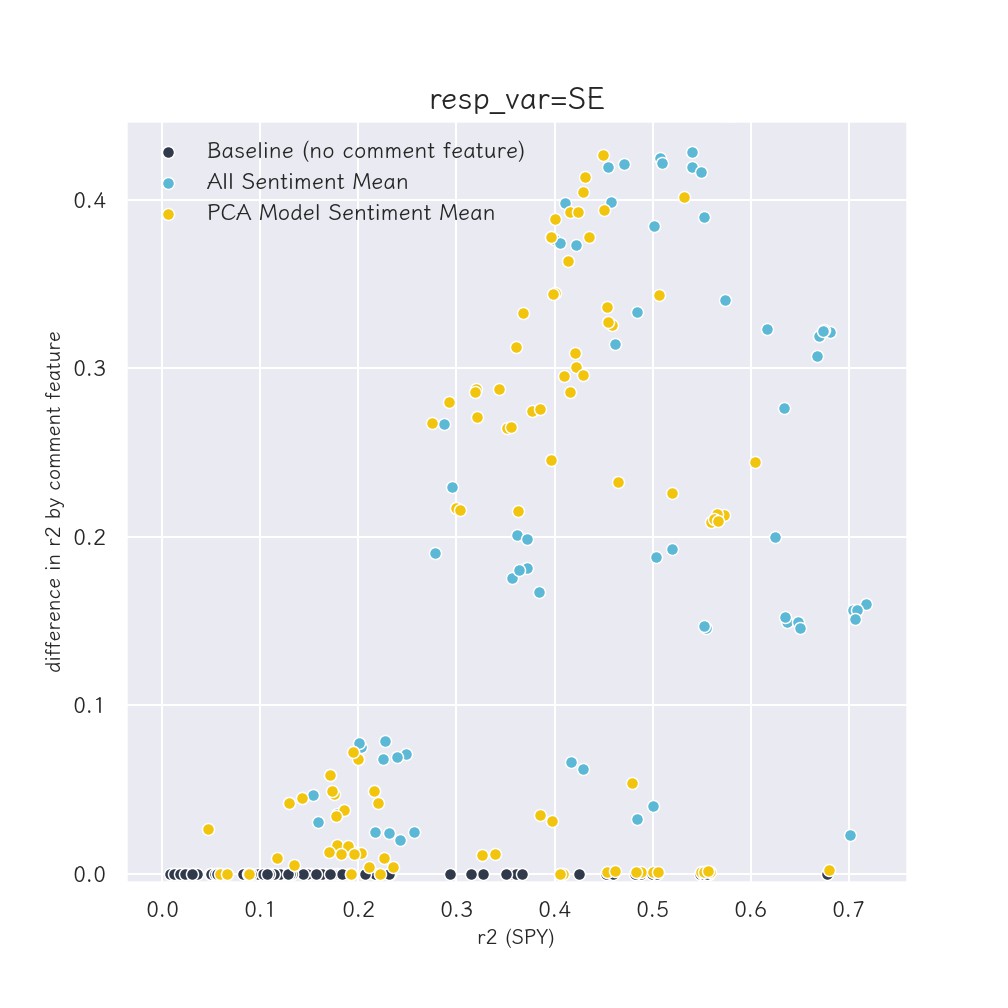 resp_var=SE
Baseline (no comment feature)
All Sentiment Mean
PCA Model Sentiment Mean
difference in r2 by comment feature
0.4
0.3
0.2
0.1
0.0
0.0 0.1 0.2 0.3 0.4 0.5 0.6 0.7
r2 (SPY)